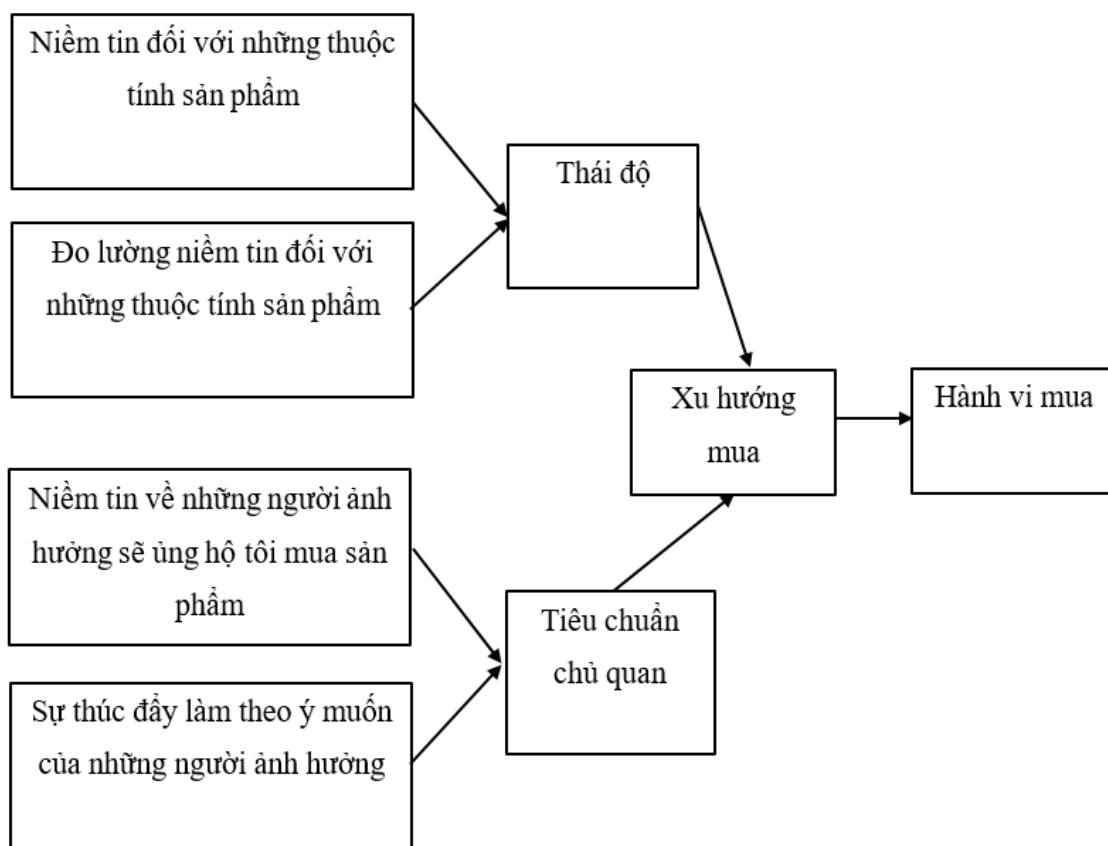 Niềm tin đối với những thuộc
tính sản phẩm
Đo lường niềm tin đối với
những thuộc tính sản phẩm
Thái độ
Xu hướng
mua
Hành vi mua
Niềm tin về những người ảnh
hưởng sẽ ủng hộ tôi mua sản
phẩm
Sự thúc đẩy làm theo ý muốn
của những người ảnh hưởng
Tiêu chuẩn
chủ quan